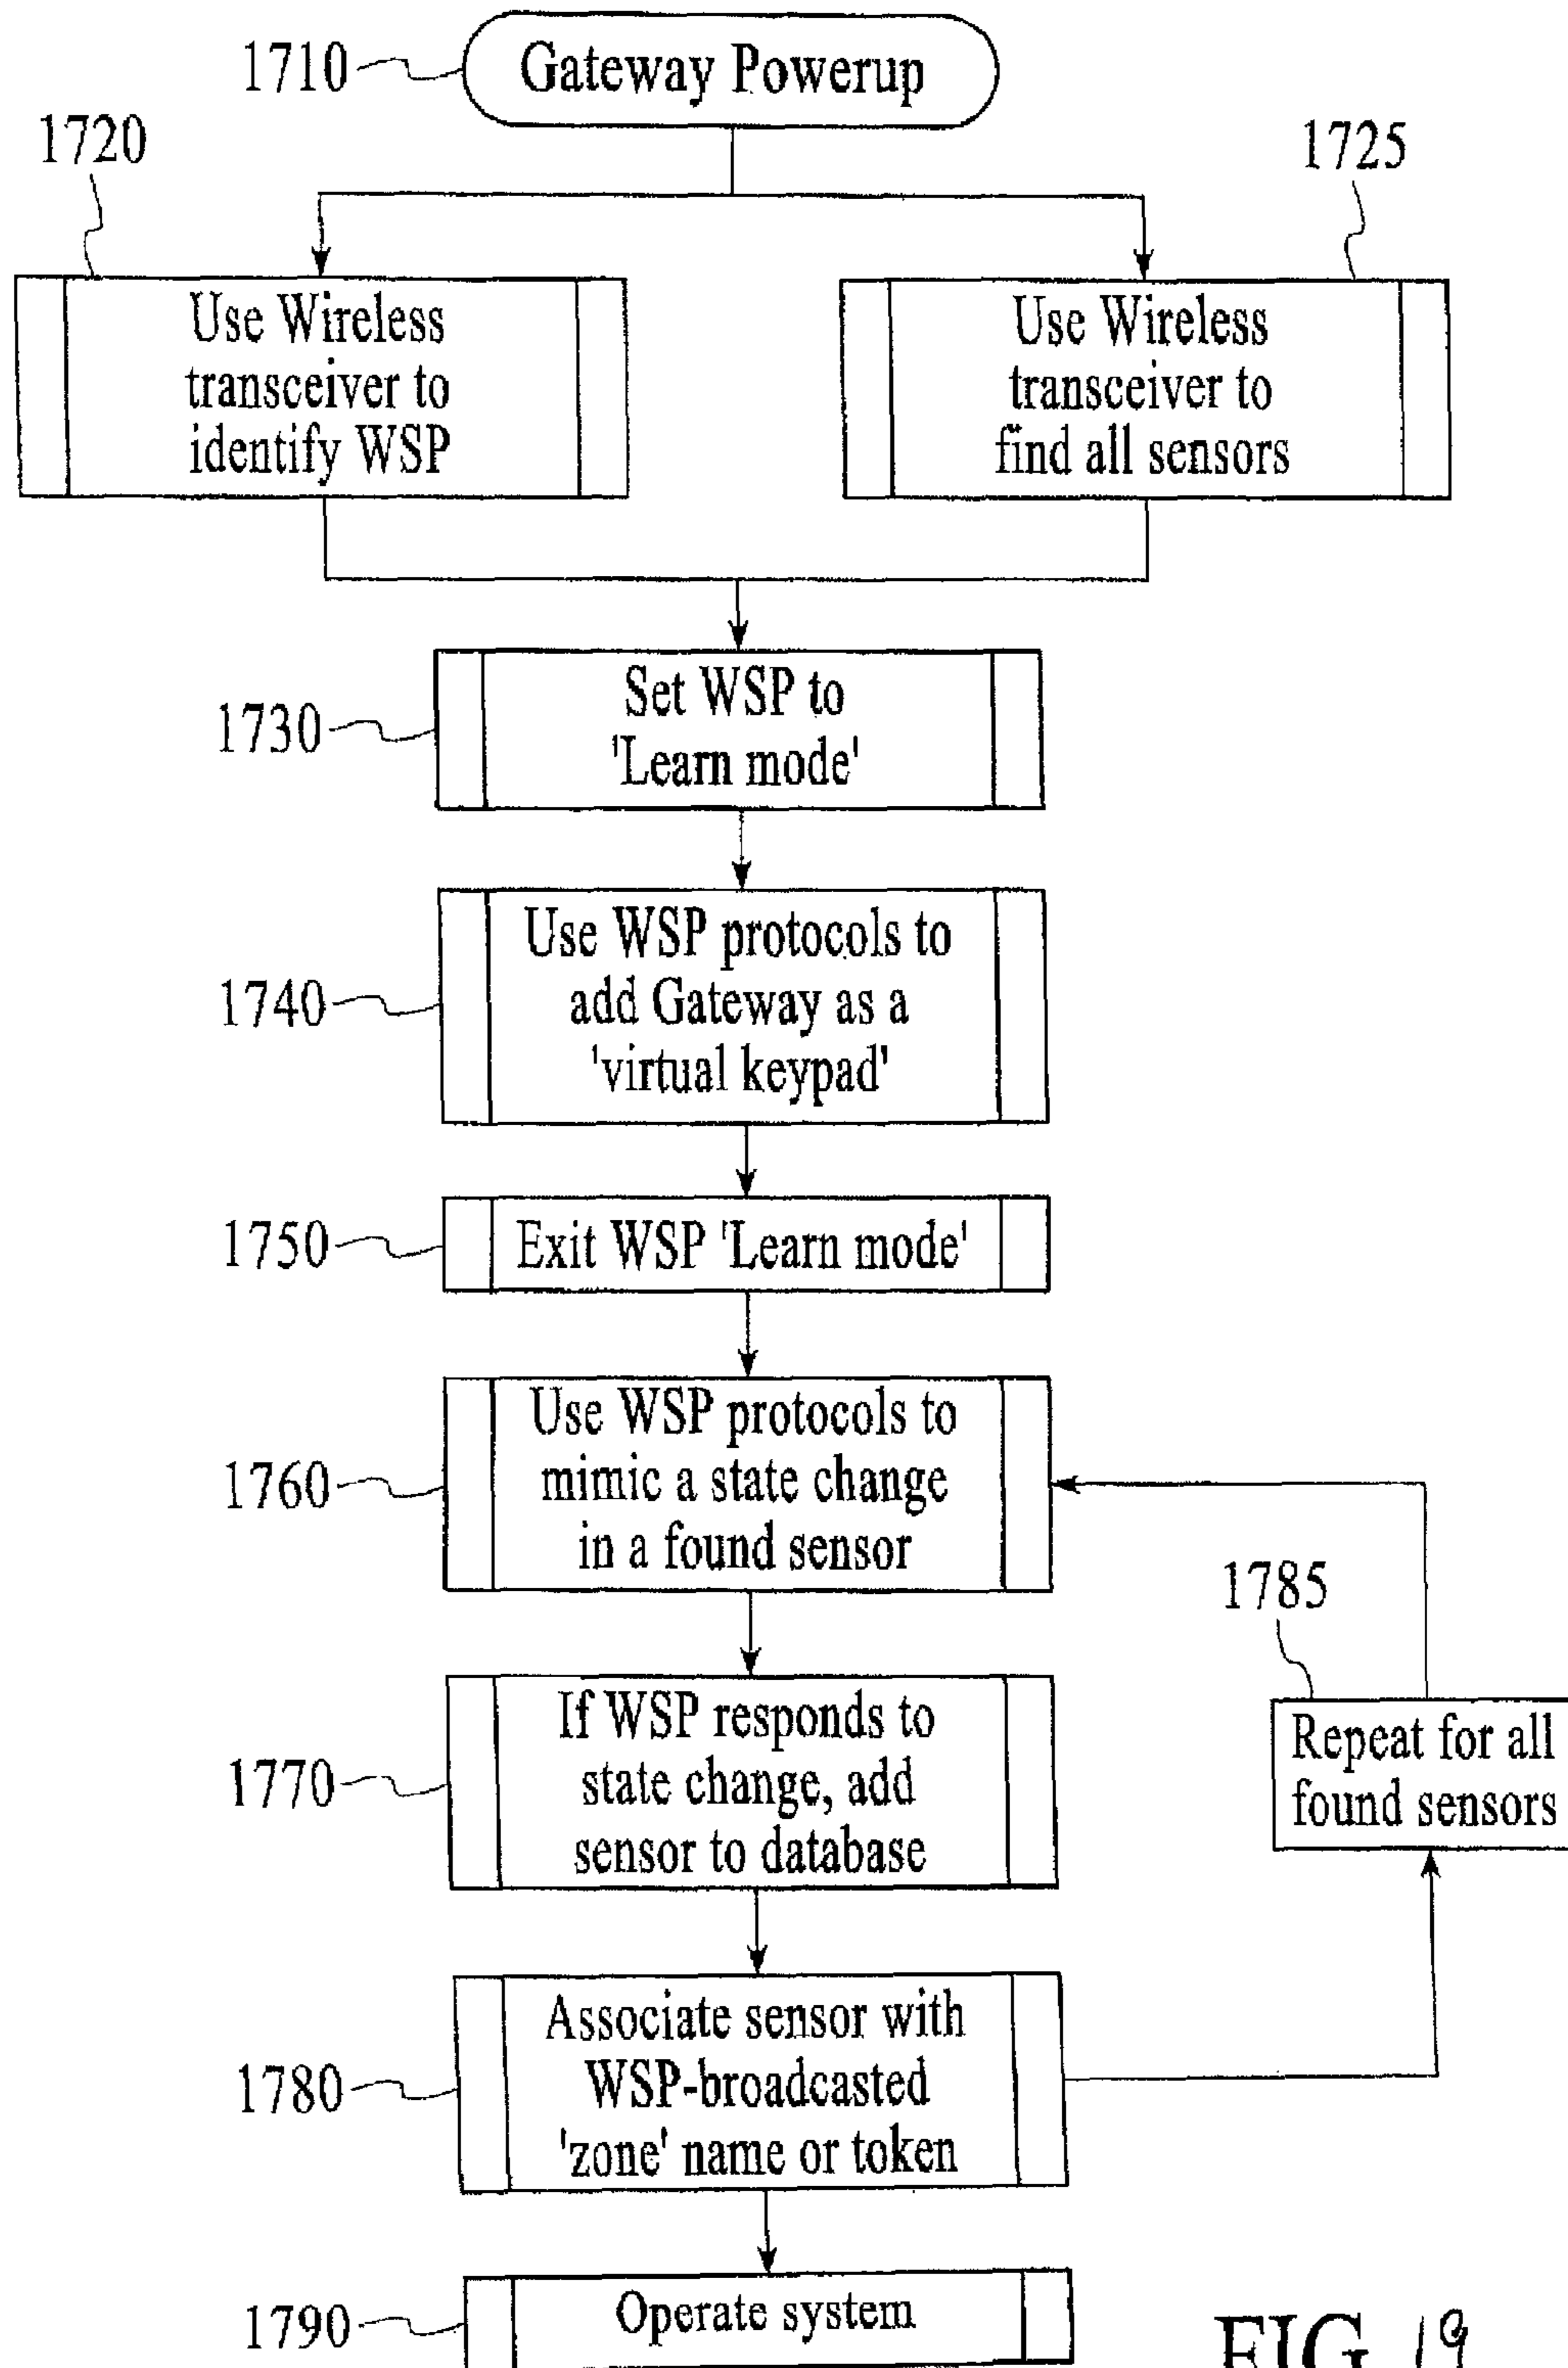 1710
Gateway Powerup
1720
1725
Use Wireless
transceiver to
identify WSP
Use Wireless
transceiver to
find all sensors
1730
Set WSP to
'Learn mode'
1740
Use WSP protocols to
add Gateway as a
'virtual keypad'
1750
Exit WSP 'Learn mode'
1760
Use WSP protocols to
mimic a state change
in a found sensor
1785
Repeat for all
found sensors
1770
If WSP responds to
state change, add
sensor to database
1780
Associate sensor with
WSP-broadcasted
'zone' name or token
1790
Operate system
FIG. 19